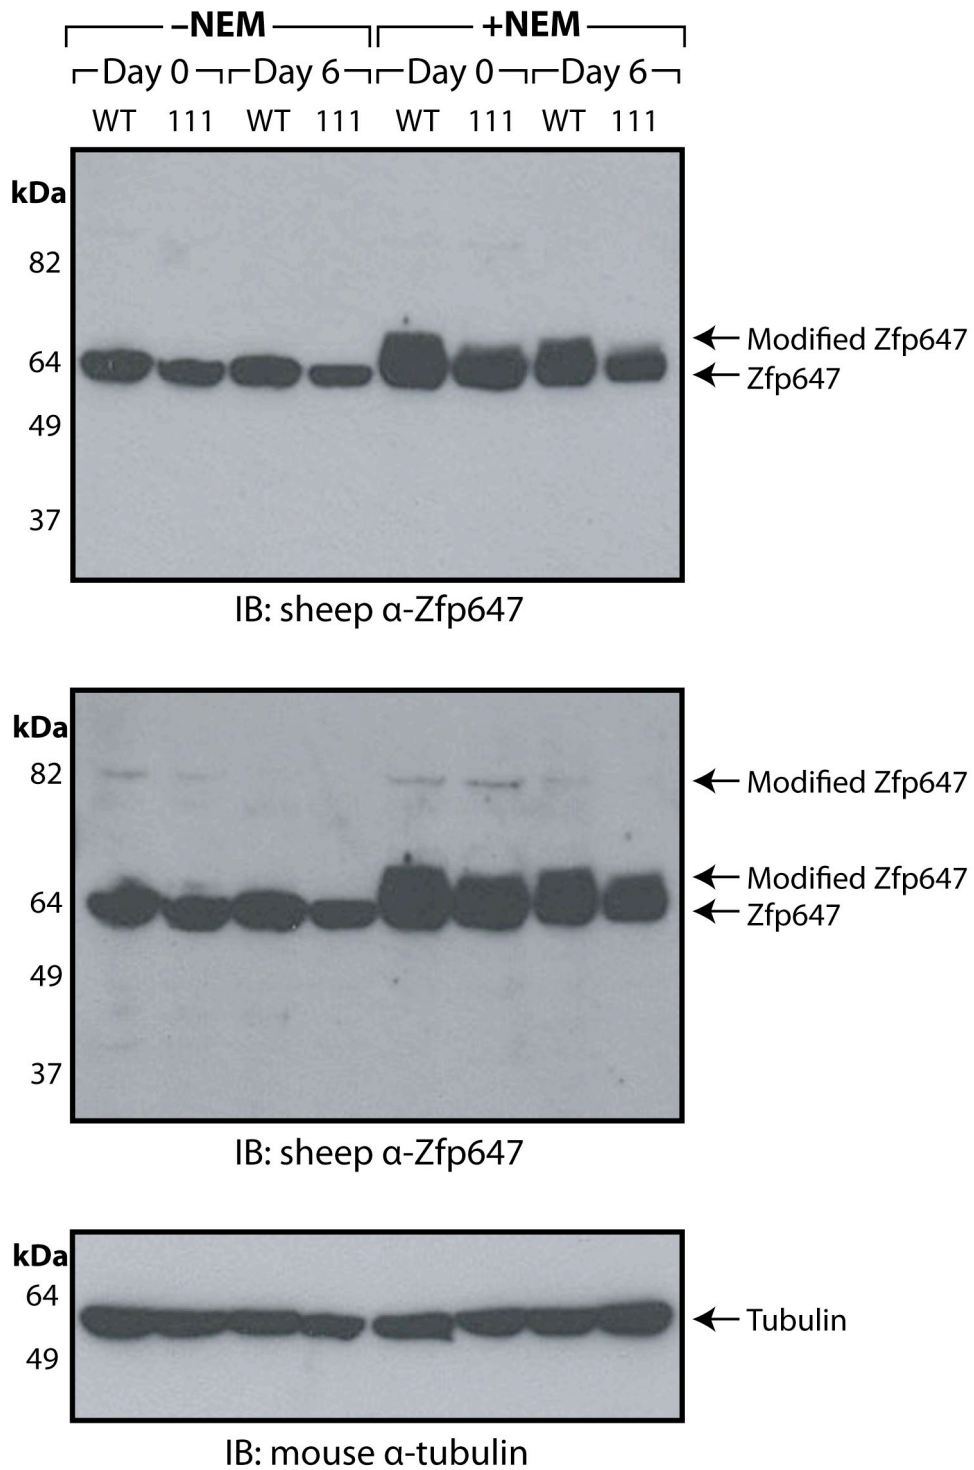 –NEM +NEM
Day 0 Day 6 Day 0 Day 6
WT 111 WT 111 WT 111 WT 111
kDa
82
Modified Zfp647
64
Zfp647
49
37
IB: sheep α-Zfp647
kDa
82
Modified Zfp647
Modified Zfp647
64
Zfp647
49
37
IB: sheep α-Zfp647
kDa
64
Tubulin
49
IB: mouse α-tubulin